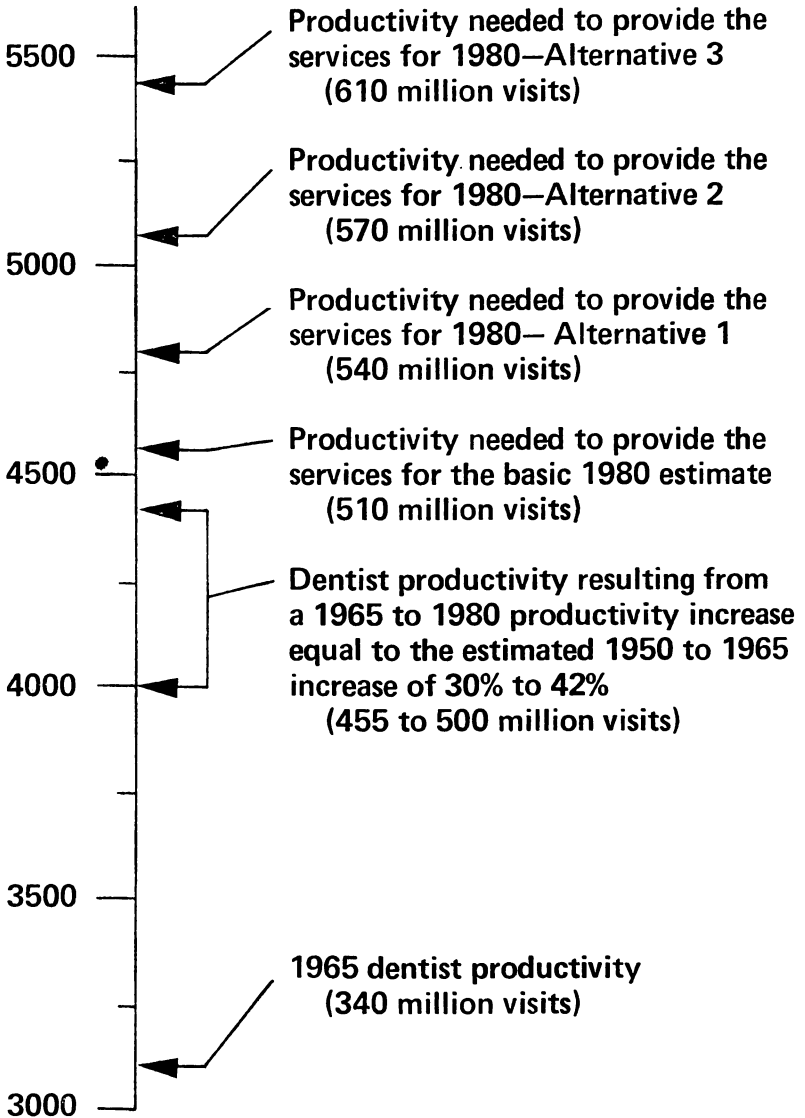 Productivity needed to provide the
5500
services for 1980—Alternative 3
(610 million visits)
Productivity needed to provide the
services for 1980—Alternative 2
(570 million visits)
5000
Productivity needed to provide the
services for 1980— Alternative 1
(540 million visits)
Productivity needed to provide the
4500
services for the basic 1980 estimate
(510 million visits)
Dentist productivity resulting from
a 1965 to 1980 productivity increase
equal to the estimated 1950 to 1965
4000
increase of 30% to 42%
(455 to 500 million visits)
3500
1965 dentist productivity
(340 million visits)
3000